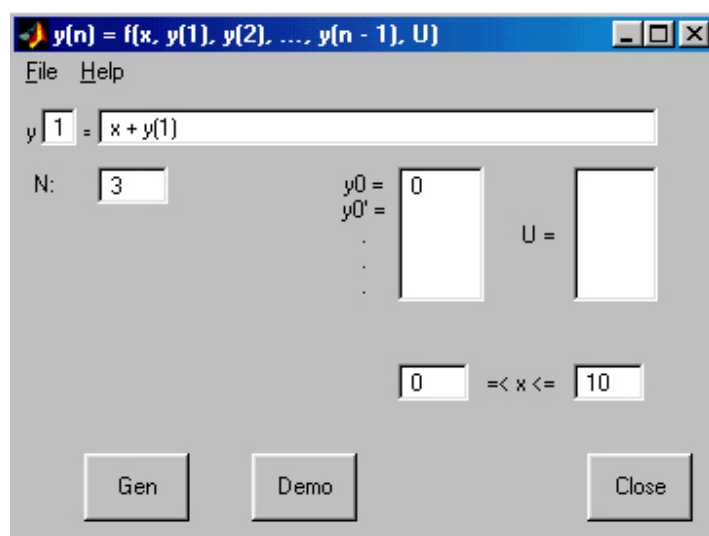 y(n) = f(x, y(1), y(2), ..., y(n - 1), U)
File Help
y 1 = x + y(1)
N: 3
y0 = 0
y0' =
.
.
.
U =
0 =< x <= 10
Gen Demo Close